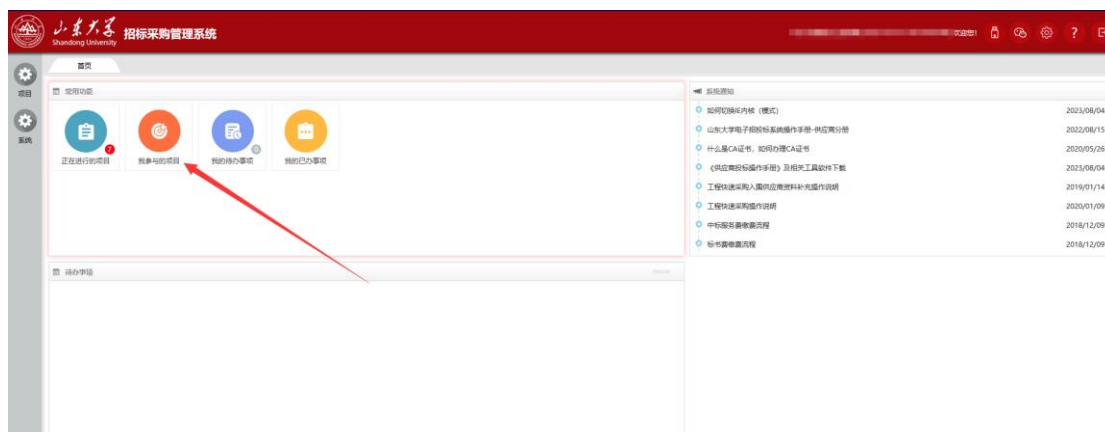 山东大学
Shandong University
招标采购管理系统
欢迎您!
?
首页
项目
系统
常用功能
7
0
正在进行的项目
我参与的项目
我的待办事项
我的已办事项
待办事项
系统通知
如何切换IE内核（模式） 2023/08/04
山东大学电子招投标系统操作手册-供应商分册 2022/08/15
什么是CA证书，如何办理CA证书 2020/05/26
《供应商投标操作手册》及相关工具软件下载 2023/08/04
工程快速采购入围供应商资料补充操作说明 2019/01/14
工程快速采购操作说明 2020/01/09
中标服务费缴费流程 2018/12/09
标书费缴费流程 2018/12/09